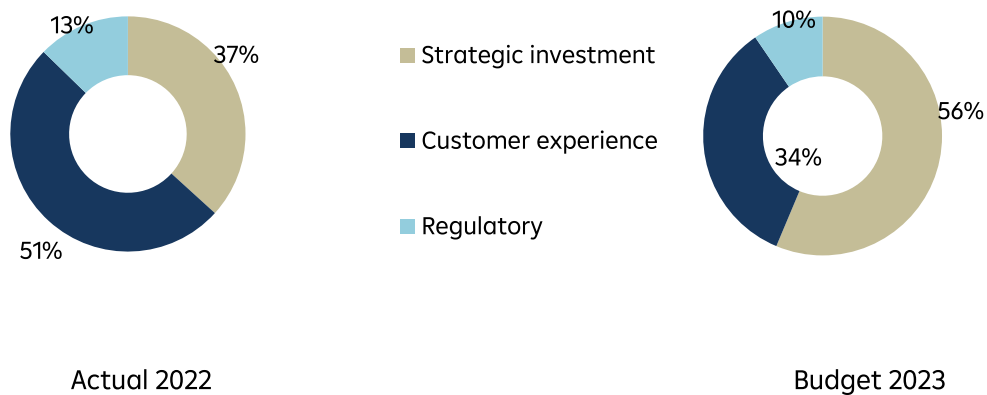 13%
37%
51%
Actual 2022
Strategic investment
Customer experience
Regulatory
10%
56%
34%
Budget 2023